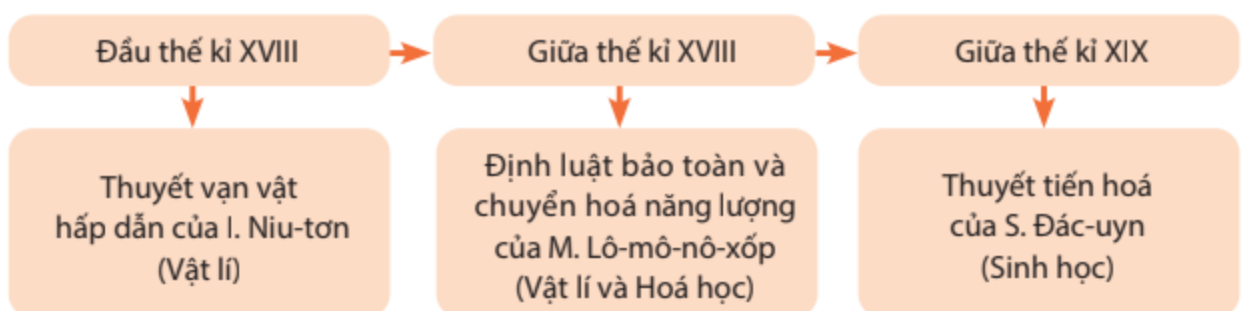 Đầu thế kỉ XVIII
Giữa thế kỉ XVIII
Giữa thế kỉ XIX
Thuyết vạn vật
hấp dẫn của I. Niu-tơn
(Vật lí)
Định luật bảo toàn và
chuyển hoá năng lượng
của M. Lô-mô-nô-xốp
(Vật lí và Hoá học)
Thuyết tiến hoá
của S. Đác-uyn
(Sinh học)